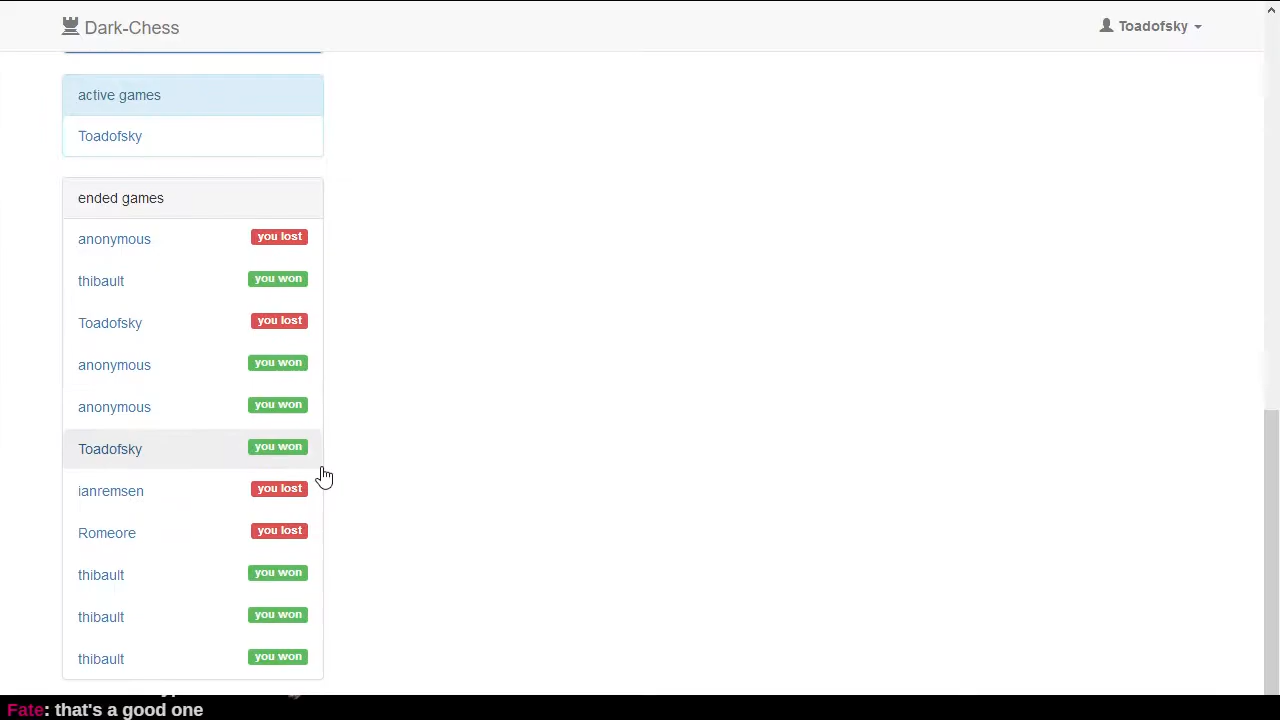 Dark-Chess
Toadofsky
active games
Toadofsky
ended games
anonymous you lost
thibault you won
Toadofsky you lost
anonymous you won
anonymous you won
Toadofsky you won
ianremsen you lost
Romeore you lost
thibault you won
thibault you won
thibault you won
Fate: that's a good one